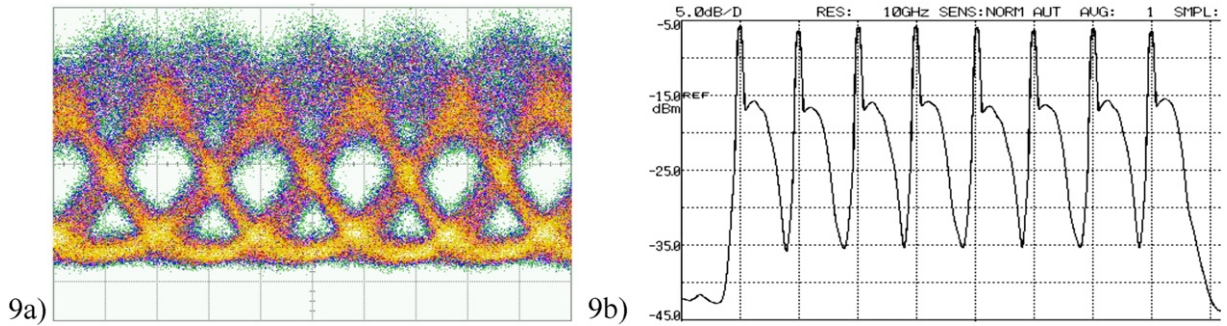 9a)
9b)
5.0dB/D RES: 10GHz SENS:NORM AUT AVG: 1 SMPL:
-5.0
-15.0 REF
dBm
-25.0
-35.0
-45.0